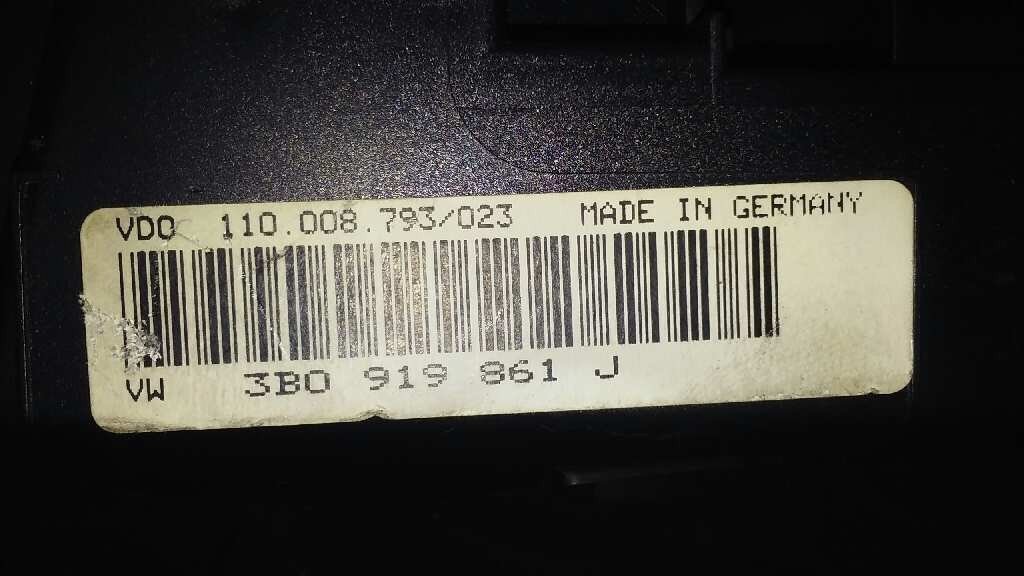 VDO 110.008.793/023 MADE IN GERMANY
VW 3B0 919 861 J